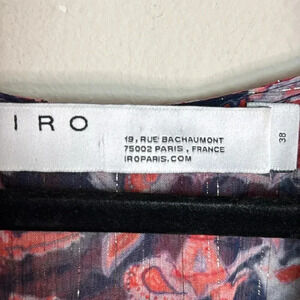 IRO
19, RUE BACHAUMONT
75002 PARIS, FRANCE
IROPARIS.COM
38